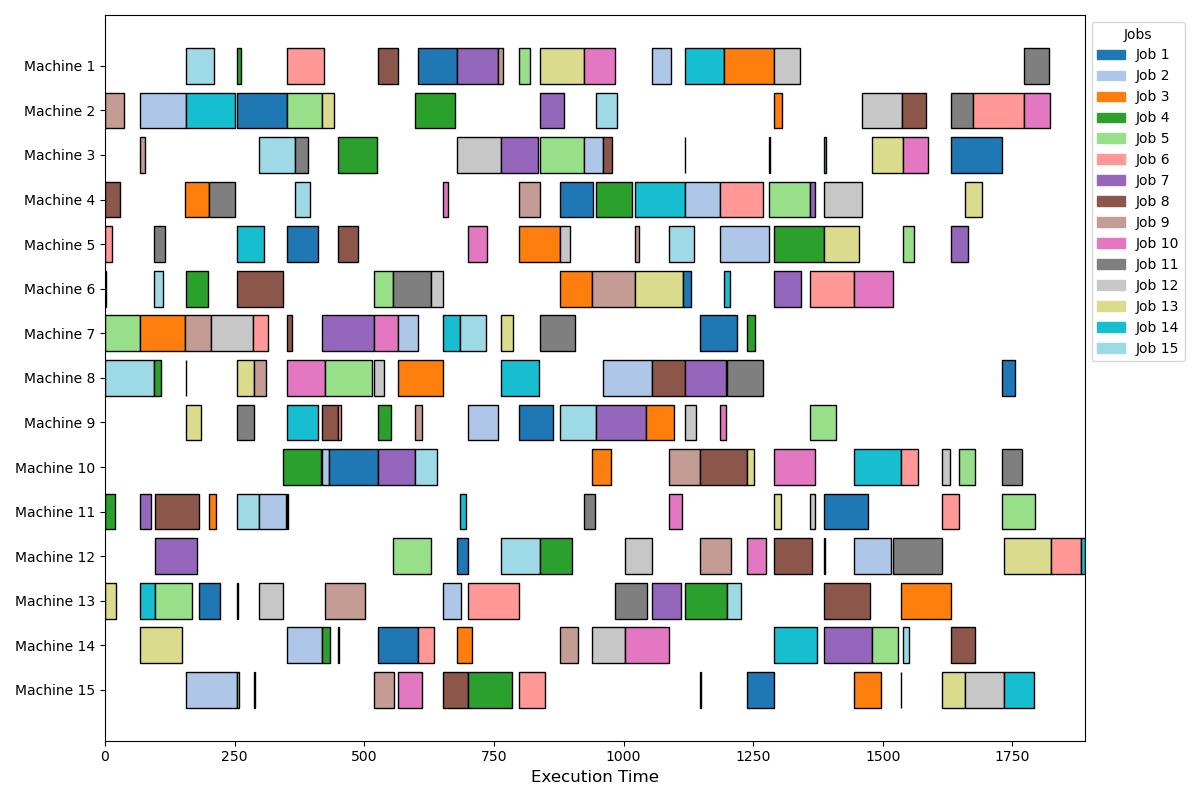 Machine 1
Machine 2
Machine 3
Machine 4
Machine 5
Machine 6
Machine 7
Machine 8
Machine 9
Machine 10
Machine 11
Machine 12
Machine 13
Machine 14
Machine 15
0 250 500 750 1000 1250 1500 1750
Execution Time
Jobs
Job 1
Job 2
Job 3
Job 4
Job 5
Job 6
Job 7
Job 8
Job 9
Job 10
Job 11
Job 12
Job 13
Job 14
Job 15